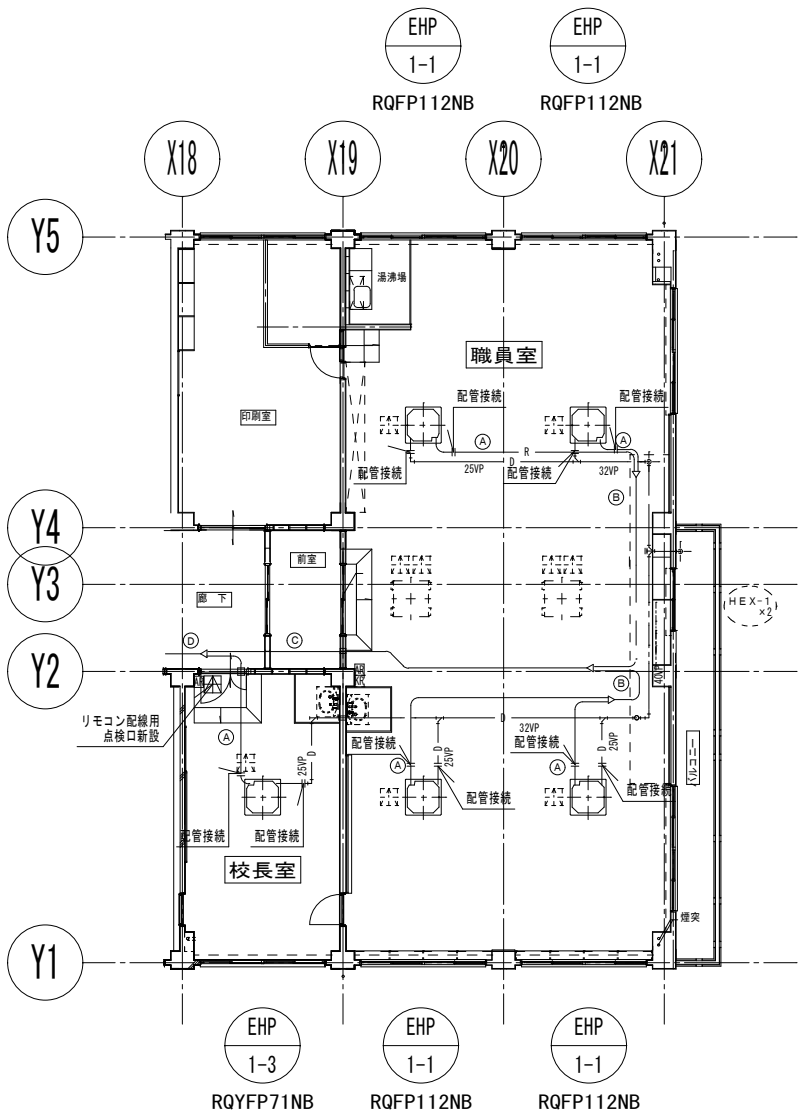 EHP
1-1
RQFP112NB
EHP
1-1
RQFP112NB
X18
X19
X20
X21
Y5
湯沸場
職員室
配管接続
配管接続
印刷室
A
A
R
D
配管接続
25VP
配管接続
32VP
B
Y4
前室
Y3
廊 下
HEX-1
×2
D
C
Y2
B
40VP
リモコン配線用
点検口新設
D
32VP
A
D
25VP
配管接続
D
25VP
配管接続
D
25VP
A
A
配管接続
配管接続
配管接続
配管接続
バルコニー
校長室
煙突
Y1
EHP
1-3
RQYFP71NB
EHP
1-1
RQFP112NB
EHP
1-1
RQFP112NB